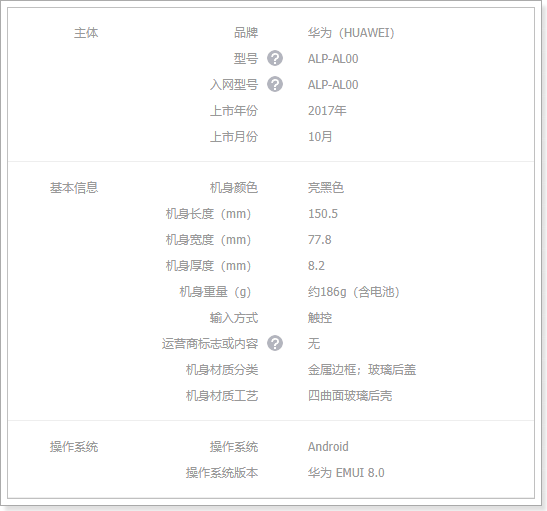 主体 品牌 华为（HUAWEI）
型号 ? ALP-AL00
入网型号 ? ALP-AL00
上市年份 2017年
上市月份 10月
基本信息 机身颜色 亮黑色
机身长度（mm） 150.5
机身宽度（mm） 77.8
机身厚度（mm） 8.2
机身重量（g） 约186g（含电池）
输入方式 触控
运营商标志或内容 ? 无
机身材质分类 金属边框；玻璃后盖
机身材质工艺 四曲面玻璃后壳
操作系统 操作系统 Android
操作系统版本 华为 EMUI 8.0